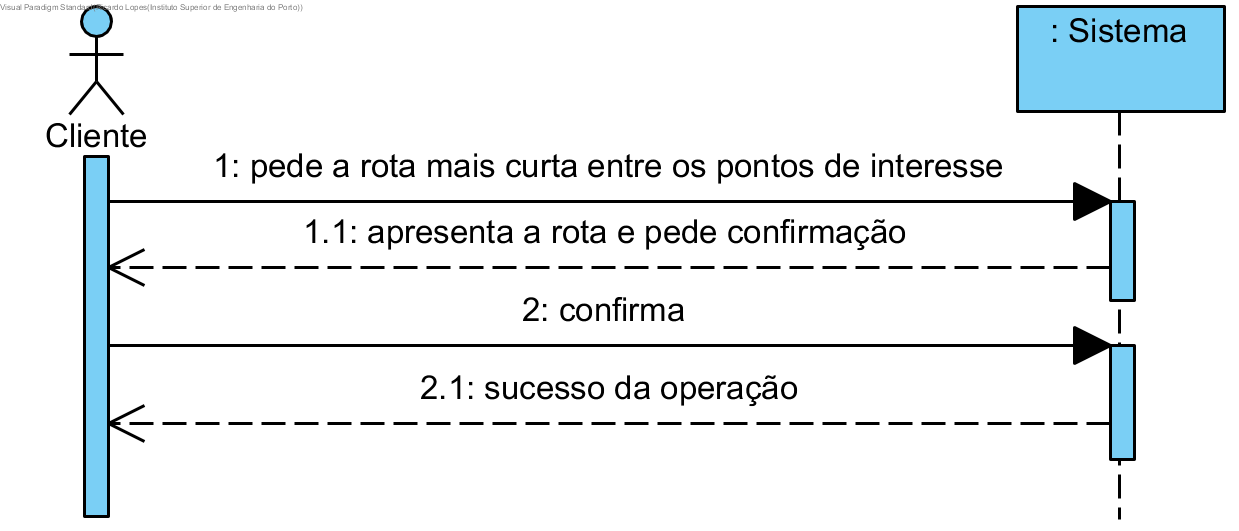 Visual Paradigm Standard(Ricardo Lopes(Instituto Superior de Engenharia do Porto))
: Sistema
Cliente
1: pede a rota mais curta entre os pontos de interesse
1.1: apresenta a rota e pede confirmação
2: confirma
2.1: sucesso da operação